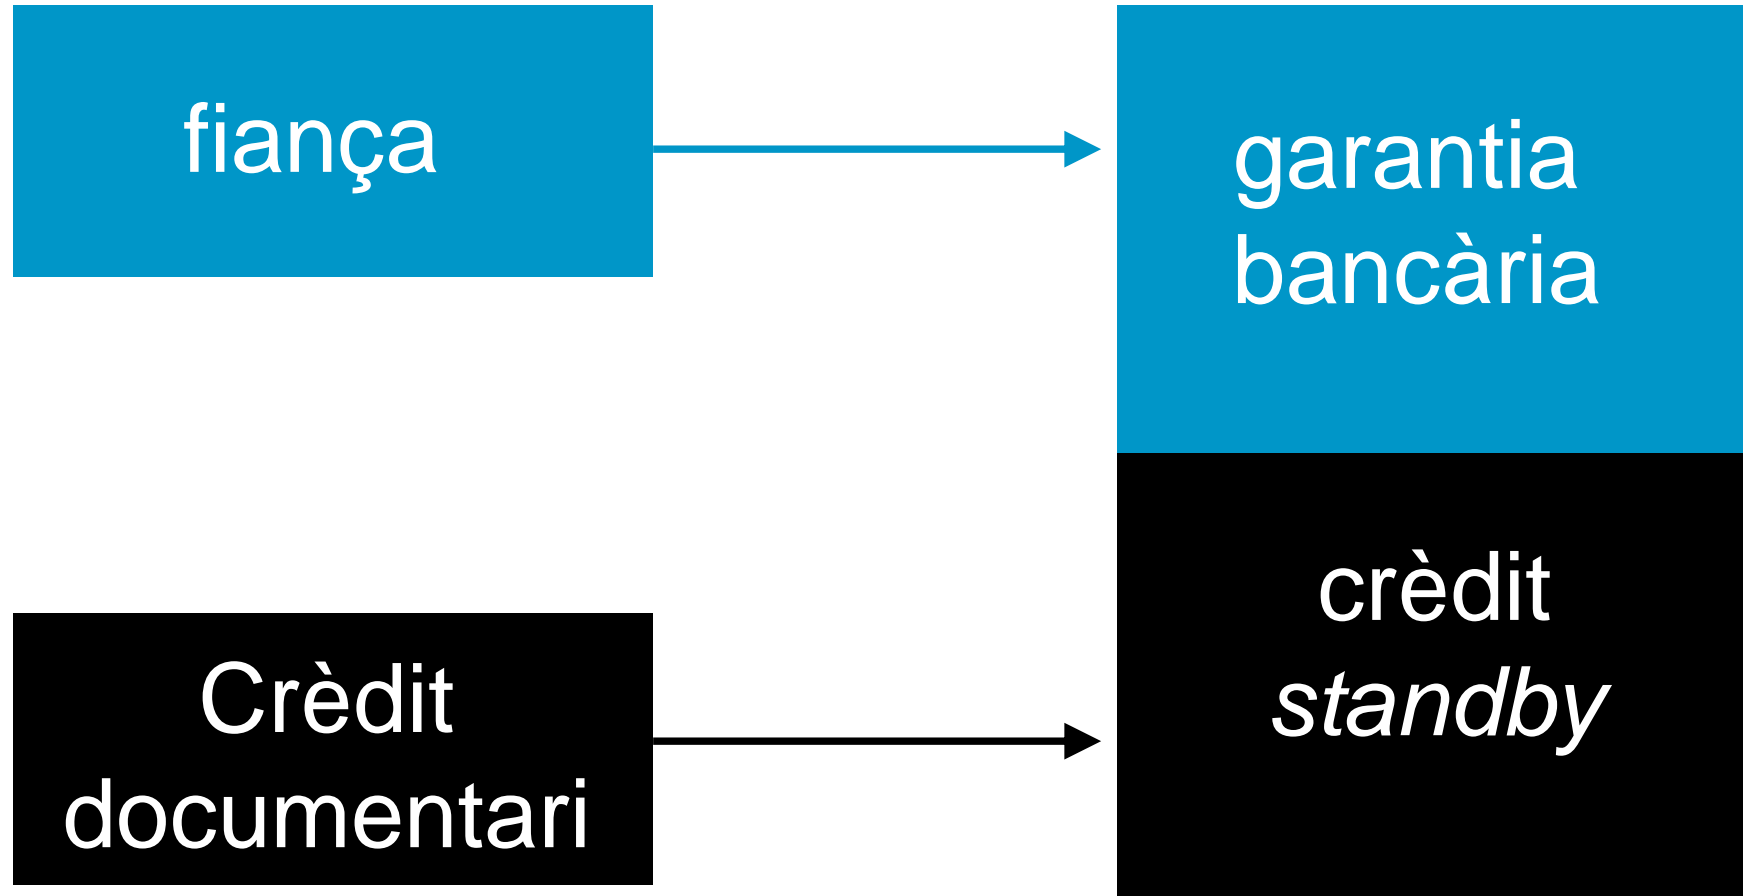 fiança
garantia
bancària
Crèdit
documentari
crèdit
standby